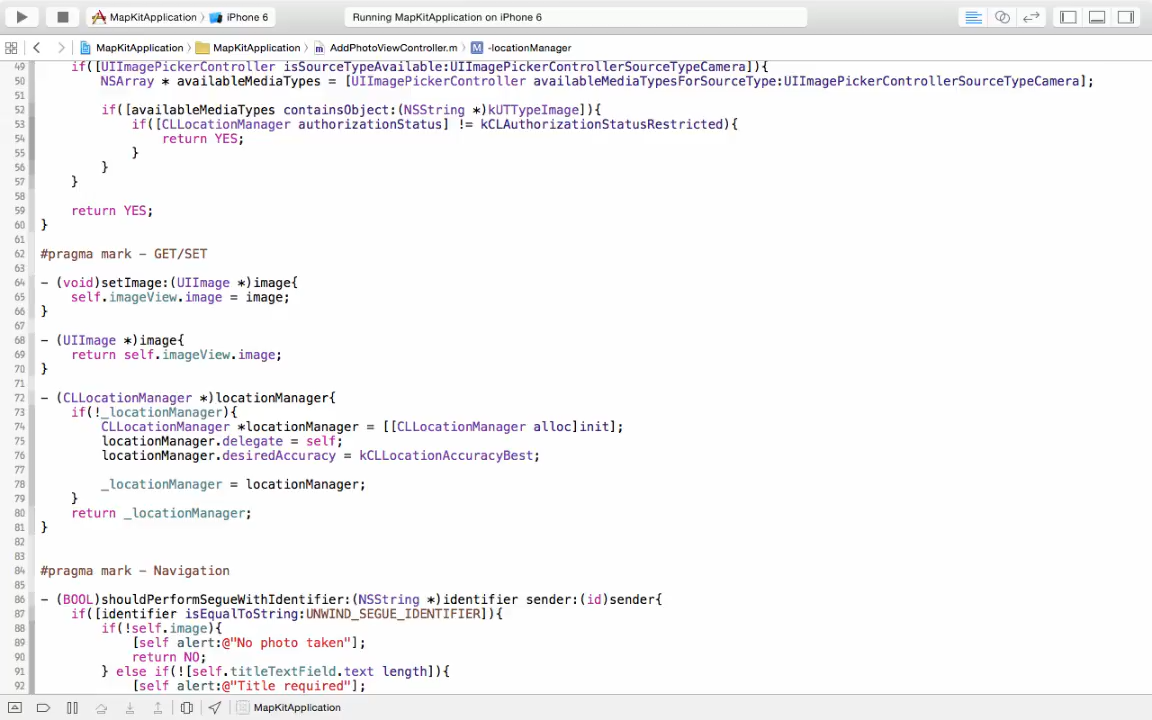 MapKitApplication 〉 iPhone 6
Running MapKitApplication on iPhone 6
MapKitApplication 〉 MapKitApplication 〉 m AddPhotoViewController.m 〉 M -locationManager
49 if([UIImagePickerController isSourceTypeAvailable:UIImagePickerControllerSourceTypeCamera]){
50 NSArray * availableMediaTypes = [UIImagePickerController availableMediaTypesForSourceType:UIImagePickerControllerSourceTypeCamera];
51
52 if([availableMediaTypes containsObject:(NSString *)kUTTypeImage]){
53 if([CLLocationManager authorizationStatus] != kCLAuthorizationStatusRestricted){
54 return YES;
55 }
56 }
57 }
58
59 return YES;
60 }
61
62 #pragma mark - GET/SET
63
64 - (void)setImage:(UIImage *)image{
65 self.imageView.image = image;
66 }
67
68 - (UIImage *)image{
69 return self.imageView.image;
70 }
71
72 - (CLLocationManager *)locationManager{
73 if(!_locationManager){
74 CLLocationManager *locationManager = [[CLLocationManager alloc]init];
75 locationManager.delegate = self;
76 locationManager.desiredAccuracy = kCLLocationAccuracyBest;
77
78 _locationManager = locationManager;
79 }
80 return _locationManager;
81 }
82
83
84 #pragma mark - Navigation
85
86 - (BOOL)shouldPerformSegueWithIdentifier:(NSString *)identifier sender:(id)sender{
87 if([identifier isEqualToString:UNWIND_SEGUE_IDENTIFIER]){
88 if(!self.image){
89 [self alert:@"No photo taken"];
90 return NO;
91 } else if(![self.titleTextField.text length]){
92 [self alert:@"Title required"];
MapKitApplication